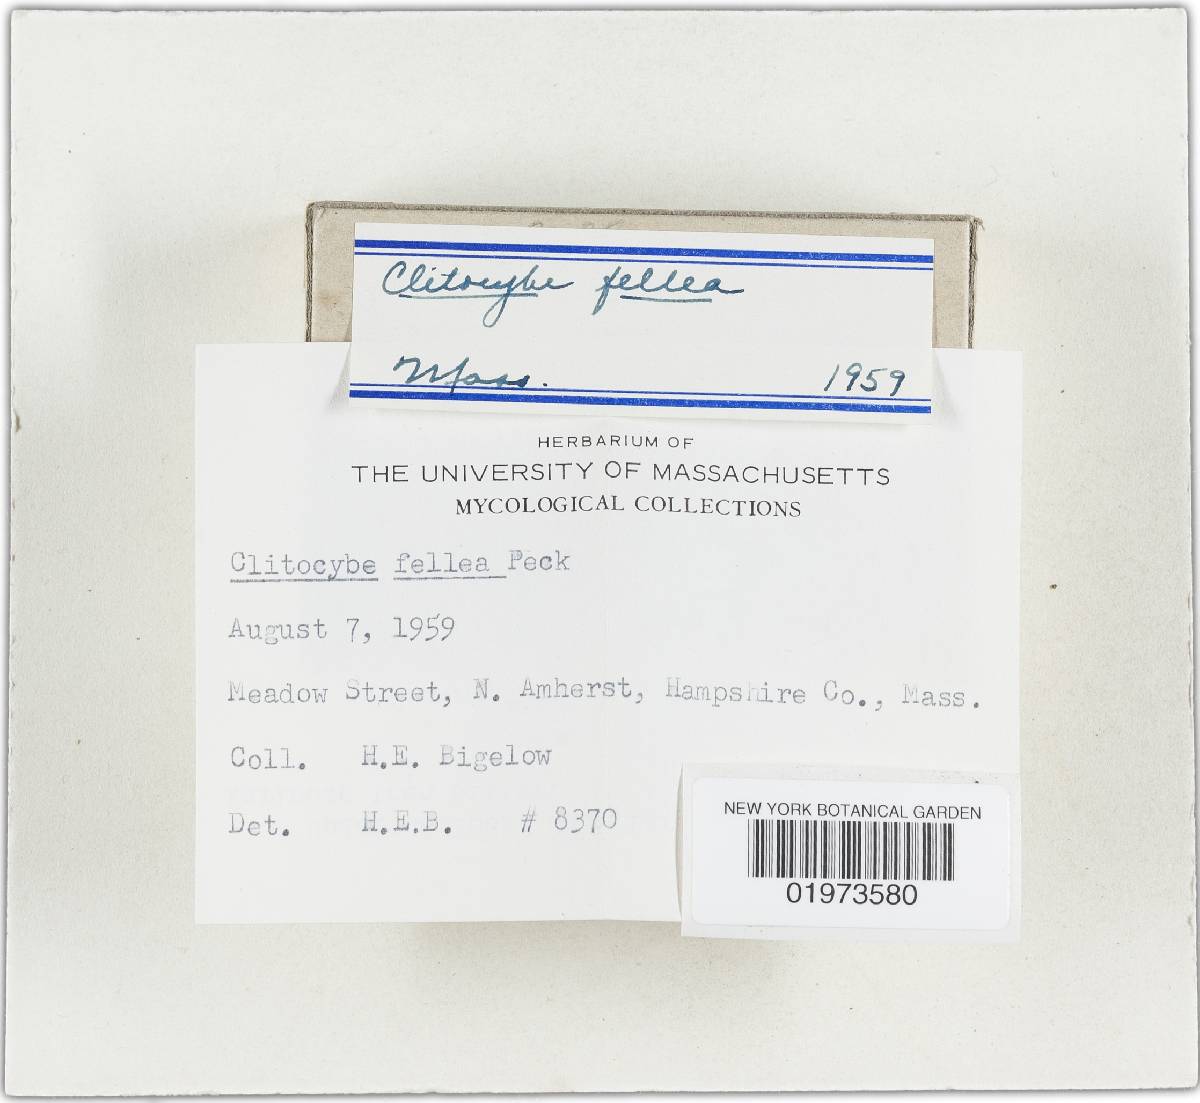 Clitocybe fellea
Mass. 1959
HERBARIUM OF
THE UNIVERSITY OF MASSACHUSETTS
MYCOLOGICAL COLLECTIONS
Clitocybe fellea Peck
August 7, 1959
Meadow Street, N. Amherst, Hampshire Co., Mass.
Coll. H.E. Bigelow
Det. H.E.B. # 8370
NEW YORK BOTANICAL GARDEN
01973580